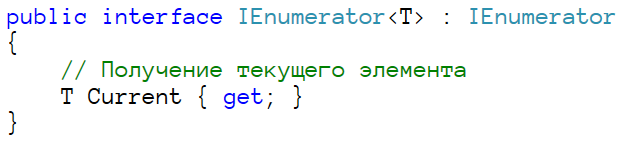 public interface IEnumerator<T> : IEnumerator
{
    // Получение текущего элемента
    T Current { get; }
}